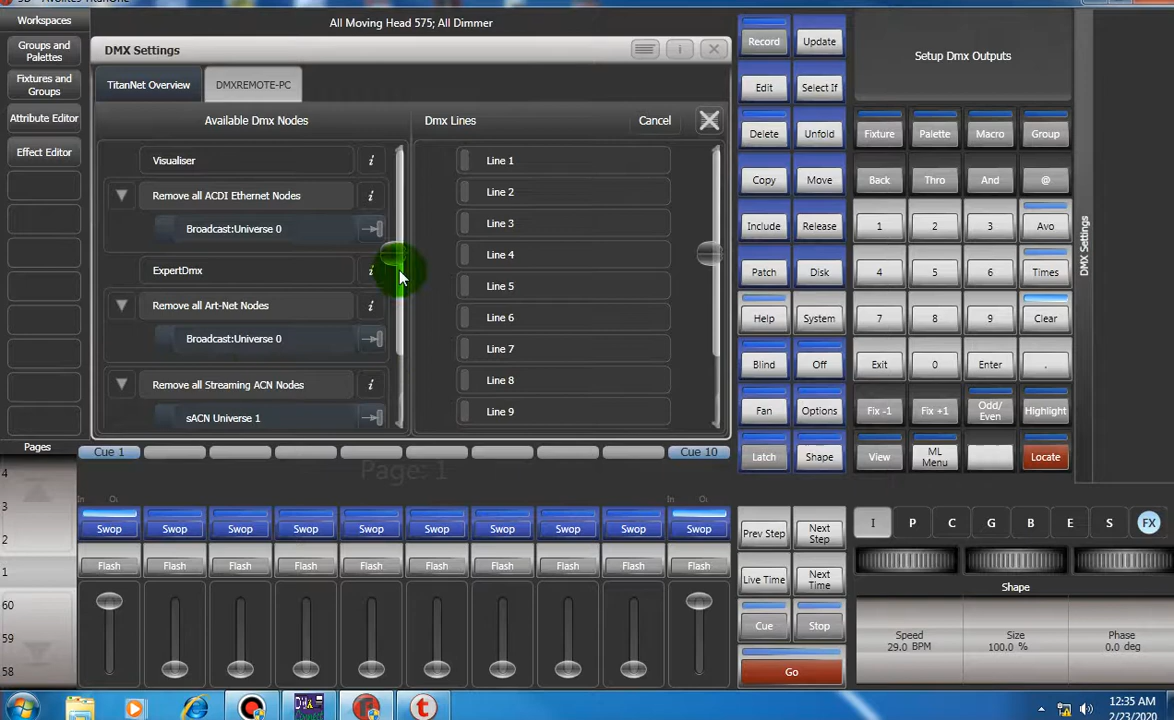 Workspaces
All Moving Head 575; All Dimmer
Groups and
Palettes
Fixtures and
Groups
Attribute Editor
Effect Editor
DMX Settings
i
TitanNet Overview
DMXREMOTE-PC
Available Dmx Nodes
Dmx Lines
Cancel
Visualiser
i
Remove all ACDI Ethernet Nodes
i
Broadcast:Universe 0
ExpertDmx
i
Remove all Art-Net Nodes
i
Broadcast:Universe 0
Remove all Streaming ACN Nodes
i
sACN Universe 1
Line 1
Line 2
Line 3
Line 4
Line 5
Line 6
Line 7
Line 8
Line 9
Record
Update
Edit
Select If
Delete
Unfold
Copy
Move
Include
Release
Patch
Disk
Help
System
Blind
Off
Fan
Options
Latch
Shape
Setup Dmx Outputs
Fixture
Palette
Macro
Group
Back
Thro
And
@
1
2
3
Avo
4
5
6
Times
7
8
9
Clear
Exit
0
Enter
.
Fix -1
Fix +1
Odd/
Even
Highlight
View
ML
Menu
Locate
DMX Settings
Pages
Cue 1
Cue 10
Page: 1
4
3
2
1
60
59
58
In
In
Swop
Swop
Swop
Swop
Swop
Swop
Swop
Swop
Swop
Swop
Flash
Flash
Flash
Flash
Flash
Flash
Flash
Flash
Flash
Flash
Prev Step
Next
Step
Live Time
Next
Time
Cue
Stop
Go
I
P
C
G
B
E
S
FX
Shape
Speed
29.0 BPM
Size
100.0 %
Phase
0.0 deg
12:35 AM
2/23/2020